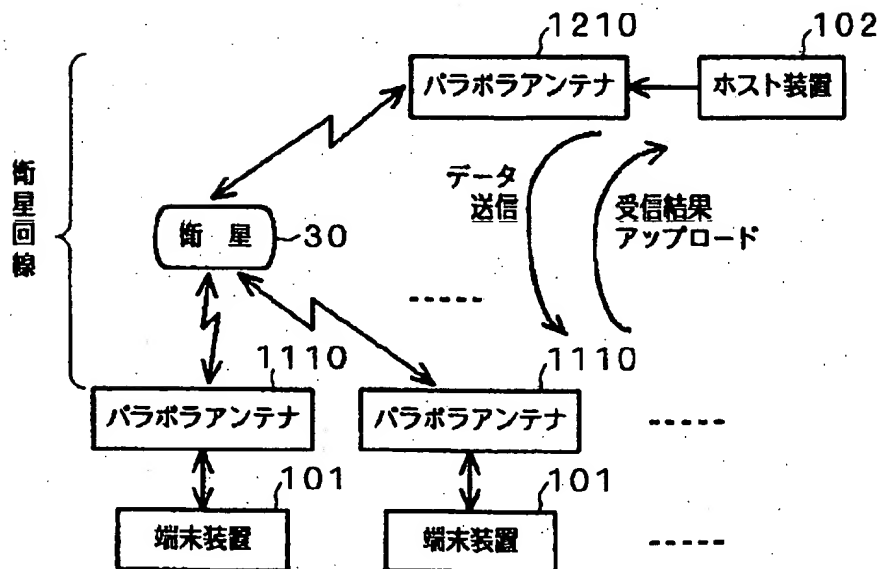 1210
102
パラボラアンテナ
ホスト装置
衛星回線
データ
送信
受信結果
アップロード
衛 星
30
1110
1110
パラボラアンテナ
パラボラアンテナ
101
101
端末装置
端末装置